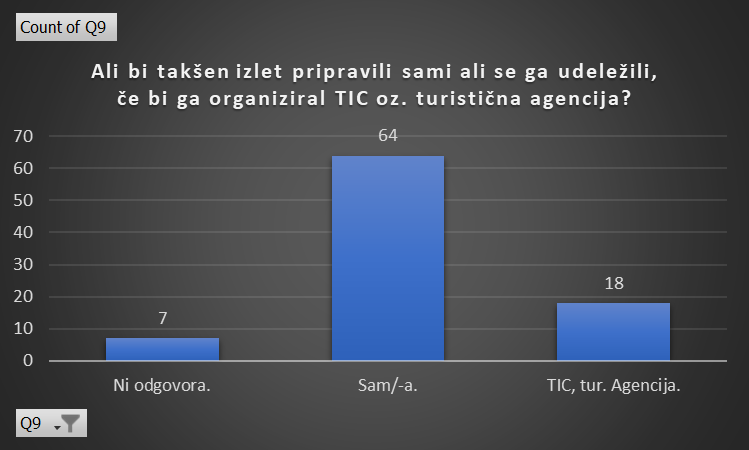 Count of Q9
Ali bi takšen izlet pripravili sami ali se ga udeležili,
če bi ga organiziral TIC oz. turistična agencija?
70
60
50
40
30
20
10
0
7
64
18
Ni odgovora.
Sam/-a.
TIC, tur. Agencija.
Q9